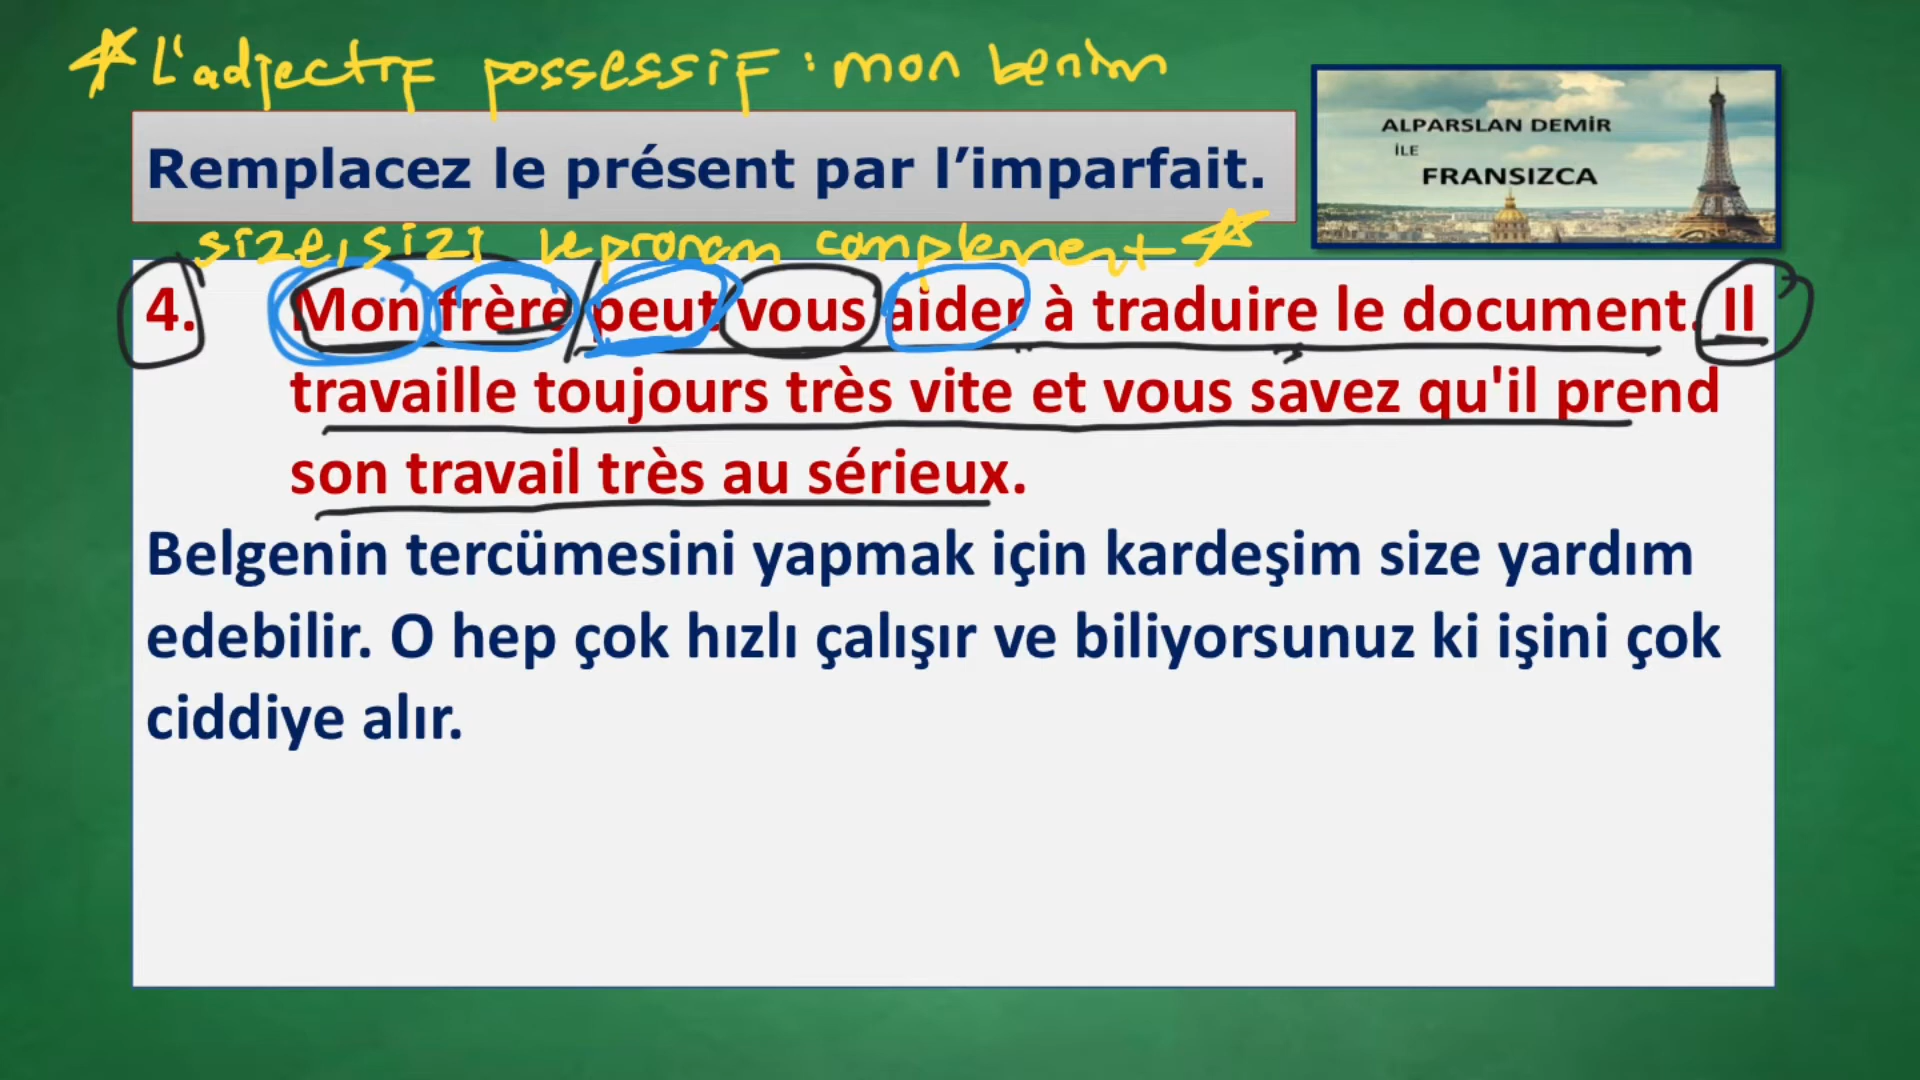 L'adjectif possessif : mon benim
Remplacez le présent par l'imparfait.
ALPARSLAN DEMİR
İLE
FRANSIZCA
size, sizi le pronom complement
4. Mon frère peut vous aider à traduire le document. Il
travaille toujours très vite et vous savez qu'il prend
son travail très au sérieux.
Belgenin tercümesini yapmak için kardeşim size yardım
edebilir. O hep çok hızlı çalışır ve biliyorsunuz ki işini çok
ciddiye alır.